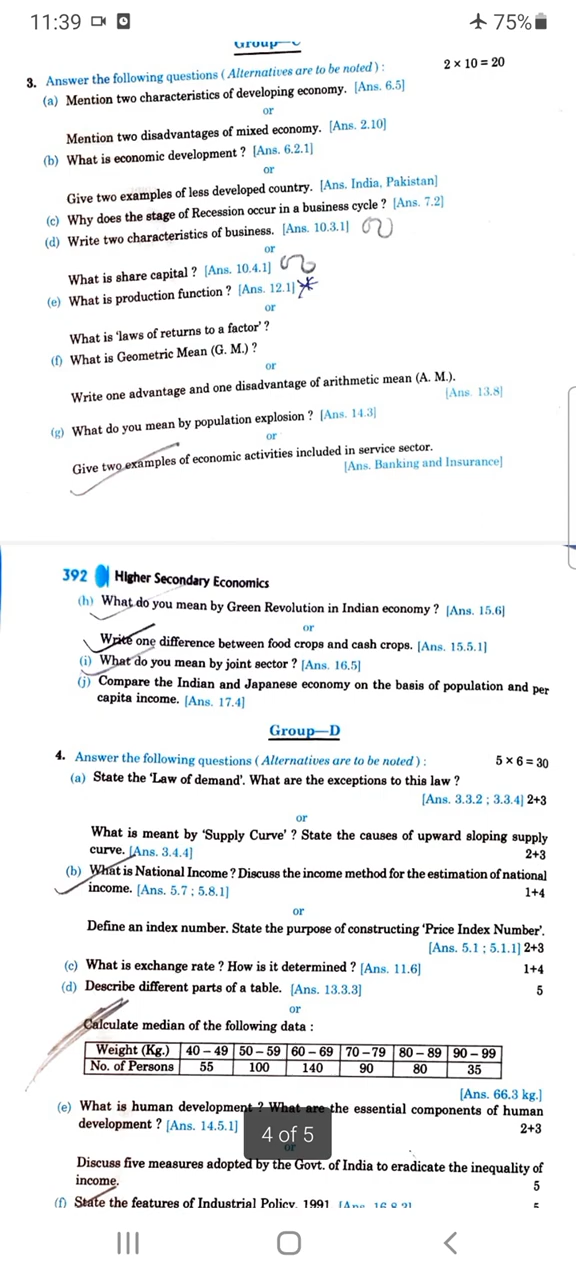 11:39 75%
Group—C
3. Answer the following questions ( Alternatives are to be noted ) : 2 × 10 = 20
(a) Mention two characteristics of developing economy. [Ans. 6.5]
or
Mention two disadvantages of mixed economy. [Ans. 2.10]
(b) What is economic development ? [Ans. 6.2.1]
or
Give two examples of less developed country. [Ans. India, Pakistan]
(c) Why does the stage of Recession occur in a business cycle ? [Ans. 7.2]
(d) Write two characteristics of business. [Ans. 10.3.1]
or
What is share capital ? [Ans. 10.4.1]
(e) What is production function ? [Ans. 12.1]
or
What is 'laws of returns to a factor' ?
(f) What is Geometric Mean (G. M.) ?
or
Write one advantage and one disadvantage of arithmetic mean (A. M.).
[Ans. 13.8]
(g) What do you mean by population explosion ? [Ans. 14.3]
or
Give two examples of economic activities included in service sector.
[Ans. Banking and Insurance]
392 Higher Secondary Economics
(h) What do you mean by Green Revolution in Indian economy ? [Ans. 15.6]
or
Write one difference between food crops and cash crops. [Ans. 15.5.1]
(i) What do you mean by joint sector ? [Ans. 16.5]
(j) Compare the Indian and Japanese economy on the basis of population and per
capita income. [Ans. 17.4]
Group—D
4. Answer the following questions ( Alternatives are to be noted ) : 5 × 6 = 30
(a) State the 'Law of demand'. What are the exceptions to this law ?
[Ans. 3.3.2 ; 3.3.4] 2+3
or
What is meant by 'Supply Curve' ? State the causes of upward sloping supply
curve. [Ans. 3.4.4] 2+3
(b) What is National Income ? Discuss the income method for the estimation of national
income. [Ans. 5.7 ; 5.8.1] 1+4
or
Define an index number. State the purpose of constructing 'Price Index Number'.
[Ans. 5.1 ; 5.1.1] 2+3
(c) What is exchange rate ? How is it determined ? [Ans. 11.6] 1+4
(d) Describe different parts of a table. [Ans. 13.3.3] 5
or
Calculate median of the following data :
Weight (Kg.) 40 – 49 50 – 59 60 – 69 70 – 79 80 – 89 90 – 99
No. of Persons 55 100 140 90 80 35
[Ans. 66.3 kg.]
(e) What is human development ? What are the essential components of human
development ? [Ans. 14.5.1] 2+3
4 of 5
or
Discuss five measures adopted by the Govt. of India to eradicate the inequality of
income. 5
(f) State the features of Industrial Policy, 1991